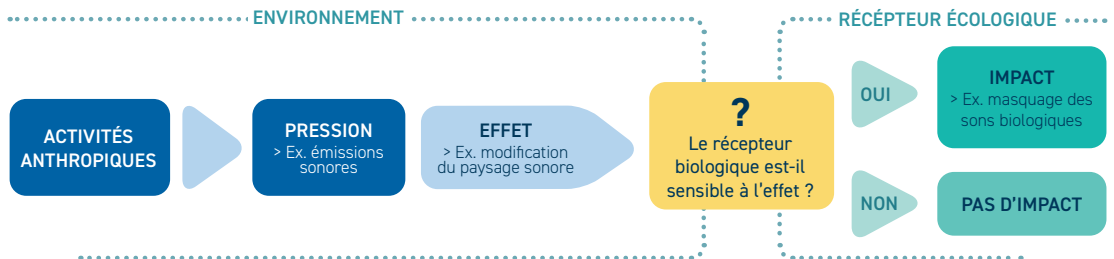 ENVIRONNEMENT
RÉCÉPTEUR ÉCOLOGIQUE
ACTIVITÉS
ANTHROPIQUES
PRESSION
> Ex. émissions
sonores
EFFET
> Ex. modification
du paysage sonore
?
Le récepteur
biologique est-il
sensible à l'effet ?
OUI
IMPACT
> Ex. masquage des
sons biologiques
NON
PAS D'IMPACT